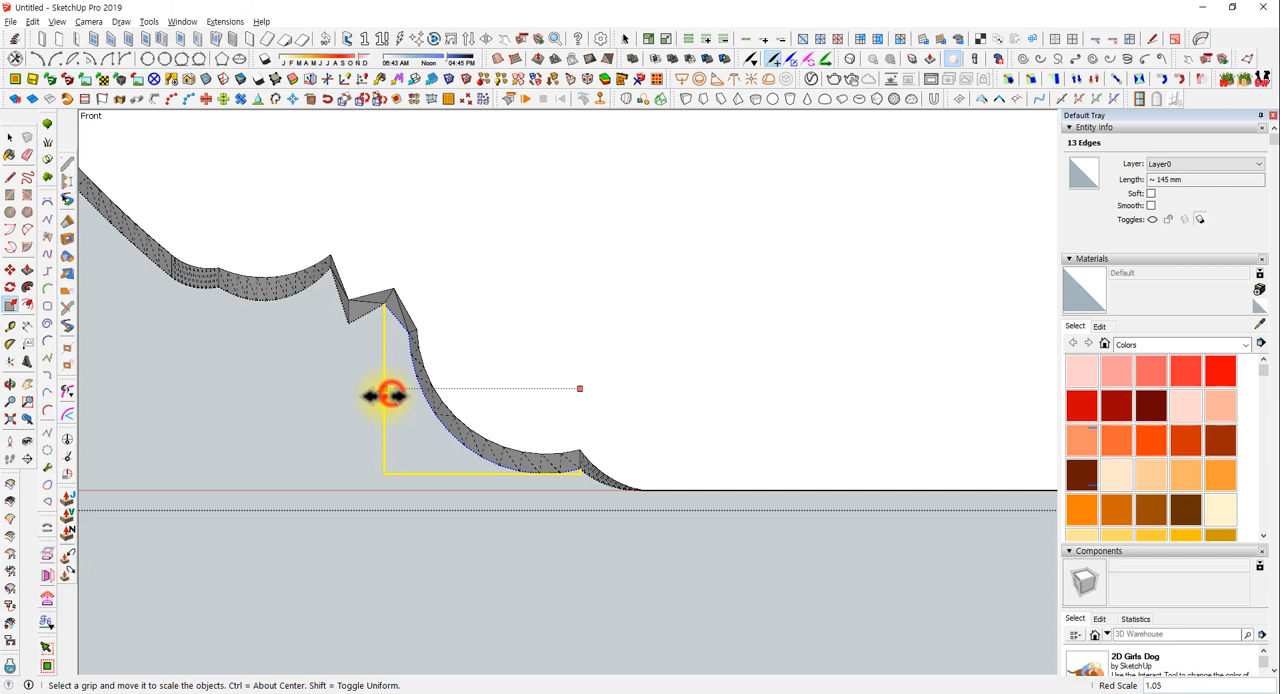 Untitled - SketchUp Pro 2019
File Edit View Camera Draw Tools Window Extensions Help
J F M A M J J A S O N D
06:43 AM Noon 04:45 PM
Front
Default Tray
Entity Info
13 Edges
Layer: Layer0
Length: ~ 145 mm
Soft:
Smooth:
Toggles:
Materials
Default
Select Edit
Colors
Components
Select Edit Statistics
3D Warehouse
2D Girls Dog
by SketchUp
Select a grip and move it to scale the objects. Ctrl = About Center. Shift = Toggle Uniform.
Red Scale 1.05